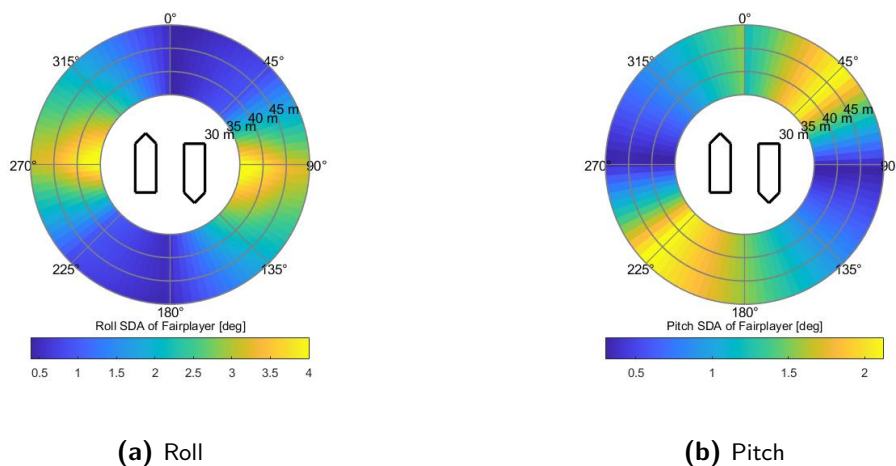 0°
315°
45°
45 m
40 m
35 m
30 m
270°
90°
225°
135°
180°
Roll SDA of Fairplayer [deg]
0.5 1 1.5 2 2.5 3 3.5 4
(a) Roll
0°
315°
45°
45 m
40 m
35 m
30 m
270°
90
225°
135°
180°
Pitch SDA of Fairplayer [deg]
0.5 1 1.5 2
(b) Pitch